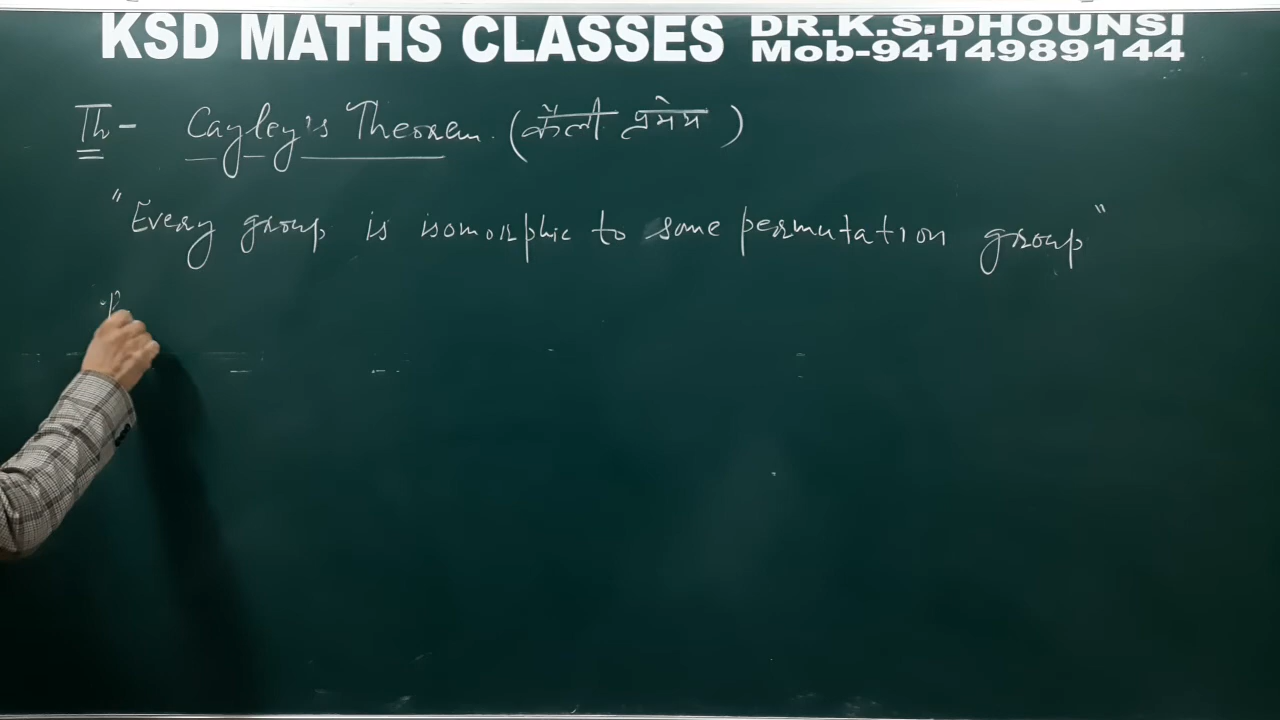 KSD MATHS CLASSES DR.K.S.DHOUNSI
Mob-9414989144
Th - Cayley's Theorem. (कैली प्रमेय)
"Every group is isomorphic to some permutation group"